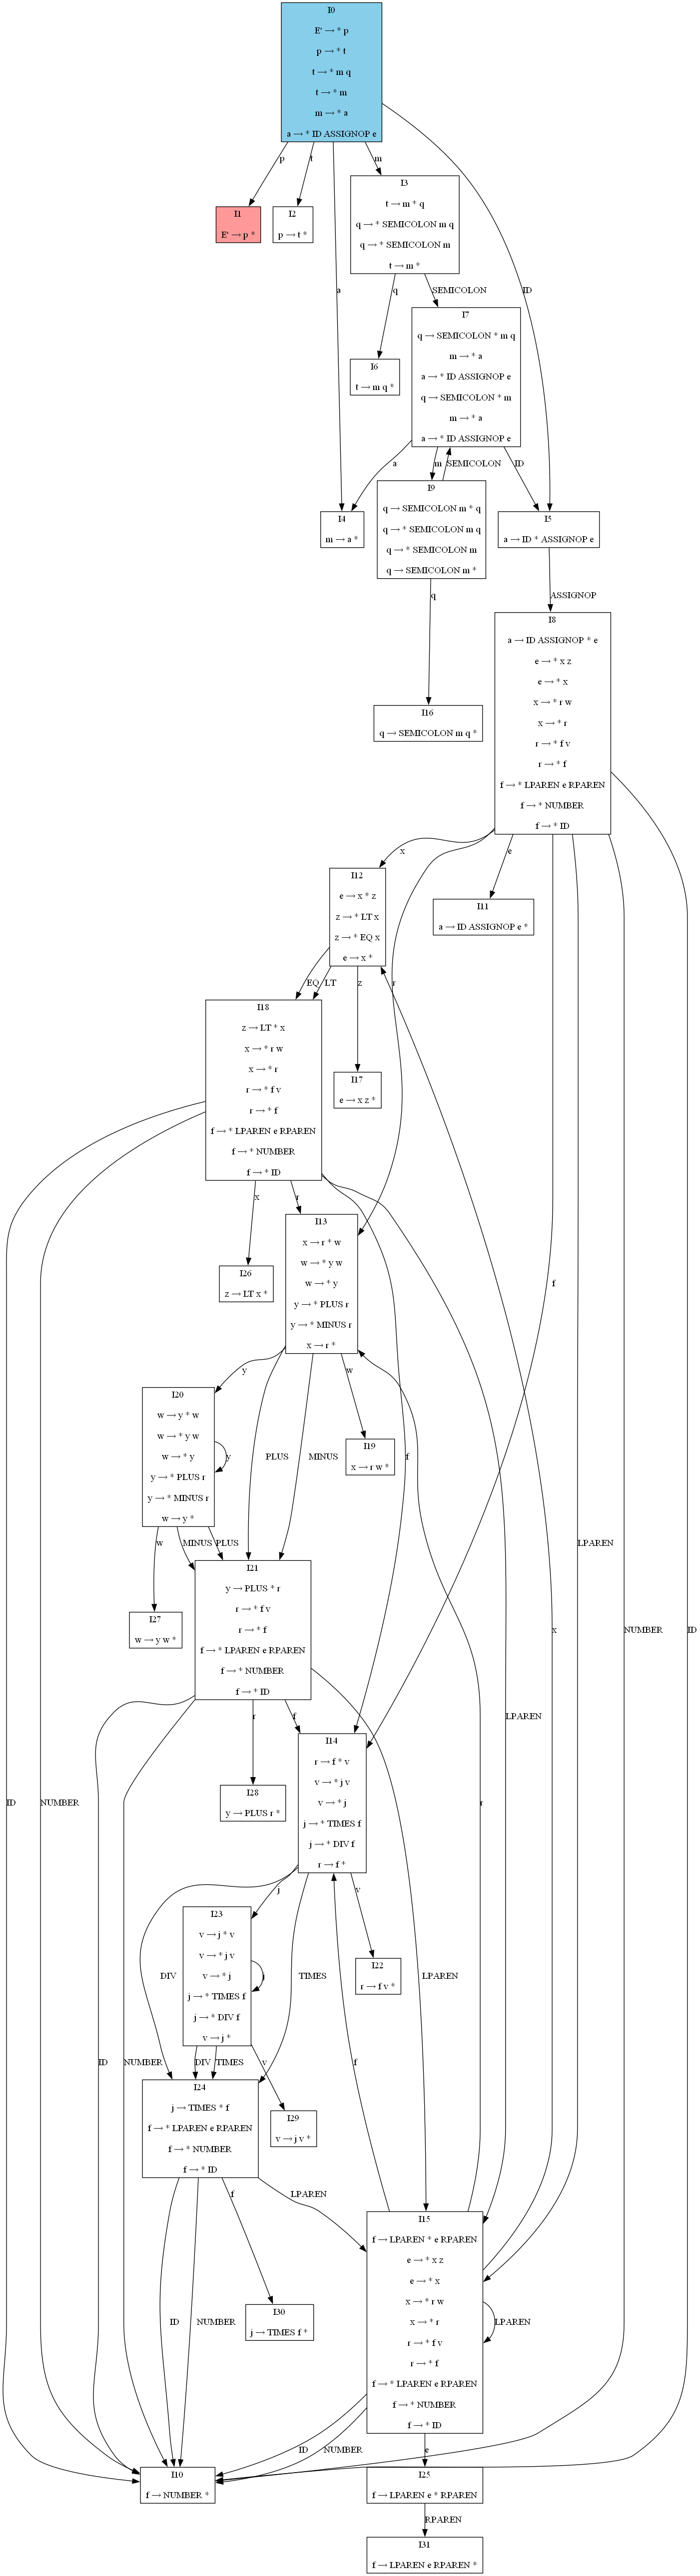 I0
E' → * p
p → * t
t → * m q
t → * m
m → * a
a → * ID ASSIGNOP e
p
t
m
I3
t → m * q
q → * SEMICOLON m q
q → * SEMICOLON m
t → m *
I1
E' → p *
I2
p → t *
a
q
SEMICOLON
ID
I7
q → SEMICOLON * m q
m → * a
a → * ID ASSIGNOP e
q → SEMICOLON * m
m → * a
a → * ID ASSIGNOP e
I6
t → m q *
a
m
SEMICOLON
ID
I9
q → SEMICOLON m * q
q → * SEMICOLON m q
q → * SEMICOLON m
q → SEMICOLON m *
I4
m → a *
I5
a → ID * ASSIGNOP e
q
ASSIGNOP
I8
a → ID ASSIGNOP * e
e → * x z
e → * x
x → * r w
x → * r
r → * f v
r → * f
f → * LPAREN e RPAREN
f → * NUMBER
f → * ID
I16
q → SEMICOLON m q *
x
e
I12
e → x * z
z → * LT x
z → * EQ x
e → x *
I11
a → ID ASSIGNOP e *
EQ
LT
z
r
I18
z → LT * x
x → * r w
x → * r
r → * f v
r → * f
f → * LPAREN e RPAREN
f → * NUMBER
f → * ID
I17
e → x z *
x
r
I13
x → r * w
w → * y w
w → * y
y → * PLUS r
y → * MINUS r
x → r *
I26
z → LT x *
f
y
w
I20
w → y * w
w → * y w
w → * y
y → * PLUS r
y → * MINUS r
w → y *
y
PLUS
MINUS
I19
x → r w *
f
w
MINUS
PLUS
LPAREN
NUMBER
ID
x
I21
y → PLUS * r
r → * f v
r → * f
f → * LPAREN e RPAREN
f → * NUMBER
f → * ID
I27
w → y w *
r
f
LPAREN
I14
r → f * v
v → * j v
v → * j
j → * TIMES f
j → * DIV f
r → f *
I28
y → PLUS r *
ID
NUMBER
r
j
v
I23
v → j * v
v → * j v
v → * j
j → * TIMES f
j → * DIV f
v → j *
j
DIV
TIMES
I22
r → f v *
LPAREN
ID
NUMBER
DIV
TIMES
v
f
I24
j → TIMES * f
f → * LPAREN e RPAREN
f → * NUMBER
f → * ID
I29
v → j v *
f
LPAREN
I15
f → LPAREN * e RPAREN
e → * x z
e → * x
x → * r w
x → * r
r → * f v
r → * f
f → * LPAREN e RPAREN
f → * NUMBER
f → * ID
LPAREN
ID
NUMBER
I30
j → TIMES f *
ID
NUMBER
e
I10
f → NUMBER *
I25
f → LPAREN e * RPAREN
RPAREN
I31
f → LPAREN e RPAREN *